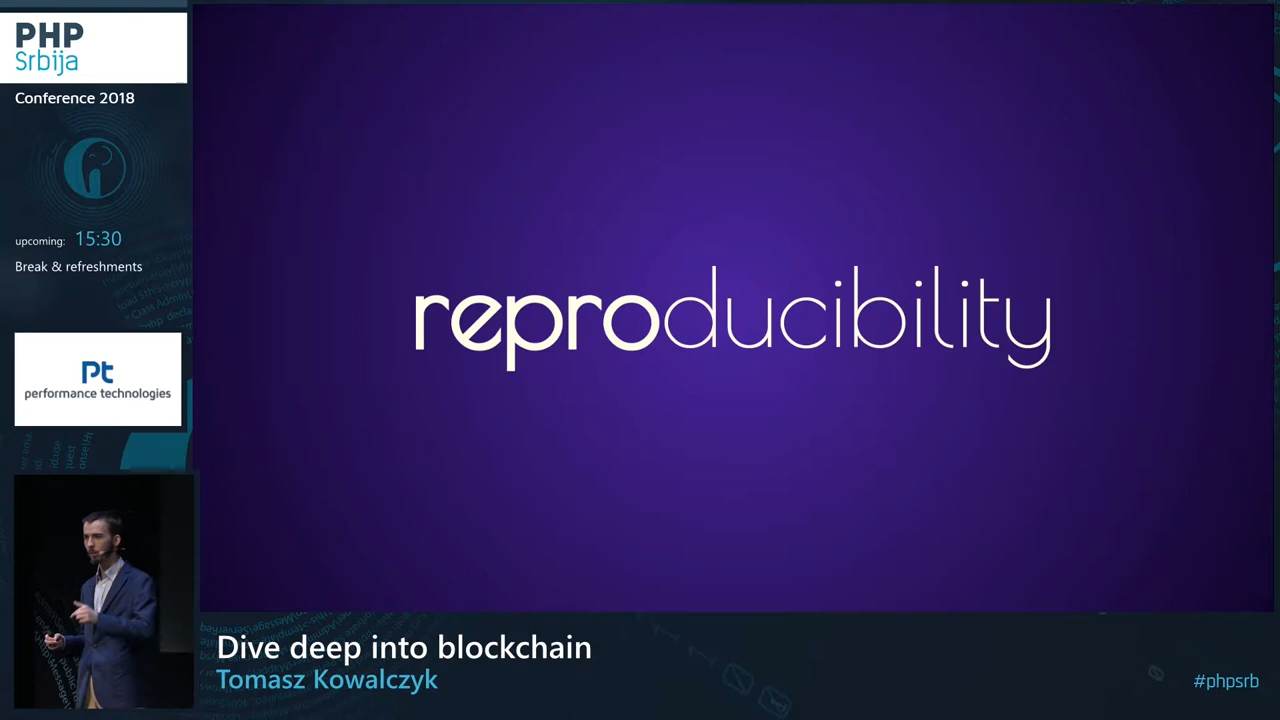 PHP
Srbija
Conference 2018
upcoming: 15:30
Break & refreshments
Pt
performance technologies
reproducibility
Dive deep into blockchain
Tomasz Kowalczyk
#phpsrb